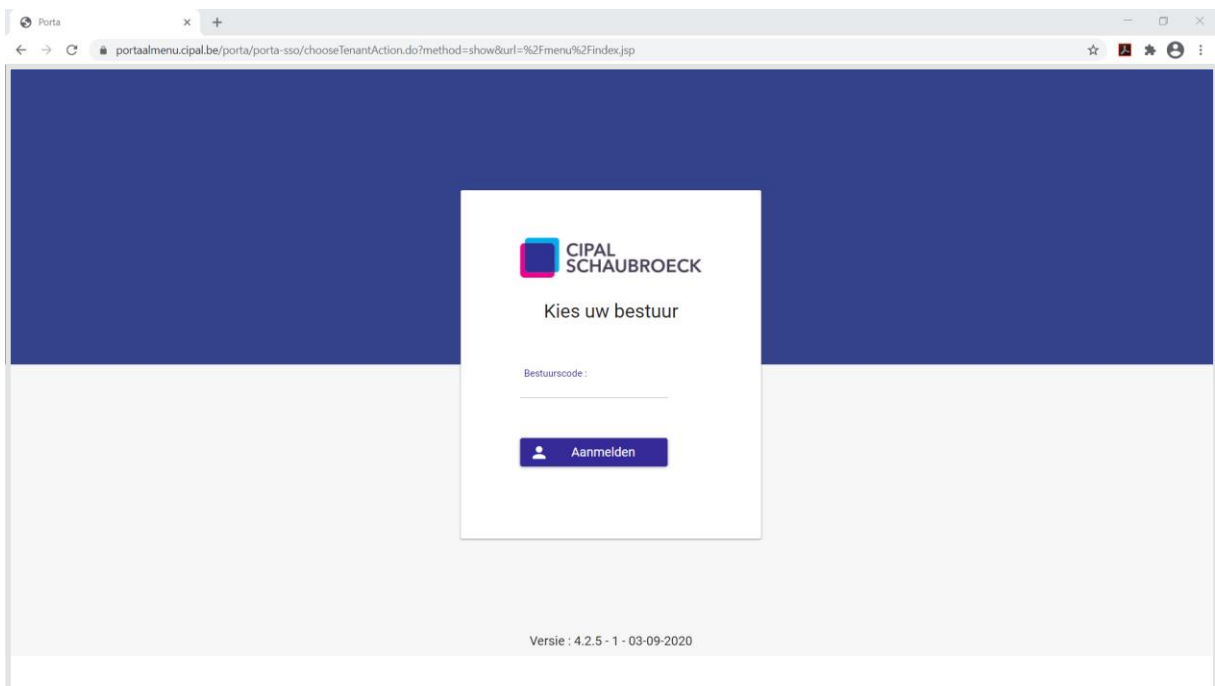 Porta
portaalmenu.cipal.be/porta/porta-sso/chooseTenantAction.do?method=show&url=%2Fmenu%2Findex.jsp
CIPAL
SCHAUBROECK
Kies uw bestuur
Bestuurscode :
Aanmelden
Versie : 4.2.5 - 1 - 03-09-2020